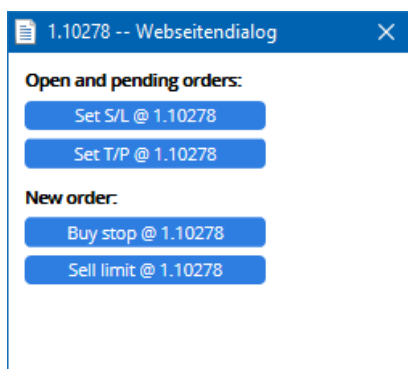 1.10278 -- Webseitendialog
Open and pending orders:
Set S/L @ 1.10278
Set T/P @ 1.10278
New order:
Buy stop @ 1.10278
Sell limit @ 1.10278